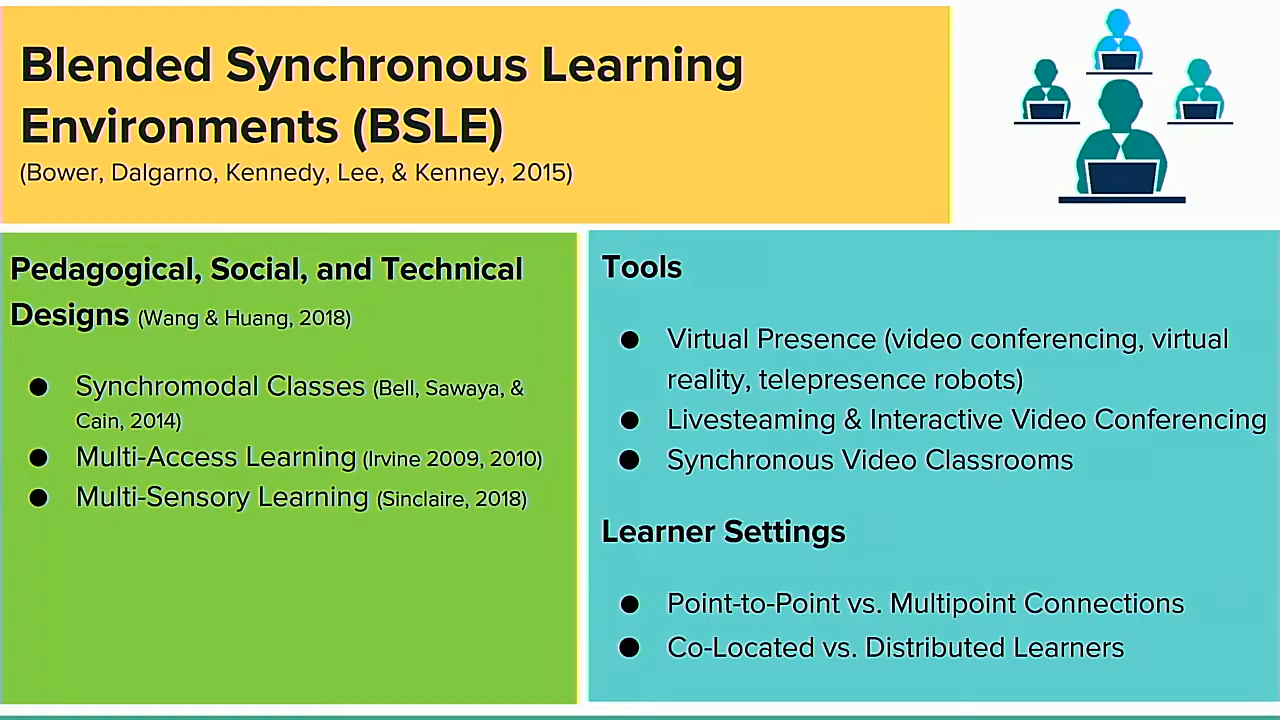 Blended Synchronous Learning
Environments (BSLE)
(Bower, Dalgarno, Kennedy, Lee, & Kenney, 2015)
Pedagogical, Social, and Technical
Designs (Wang & Huang, 2018)
● Synchromodal Classes (Bell, Sawaya, &
Cain, 2014)
● Multi-Access Learning (Irvine 2009, 2010)
● Multi-Sensory Learning (Sinclaire, 2018)
Tools
● Virtual Presence (video conferencing, virtual
reality, telepresence robots)
● Livesteaming & Interactive Video Conferencing
● Synchronous Video Classrooms
Learner Settings
● Point-to-Point vs. Multipoint Connections
● Co-Located vs. Distributed Learners